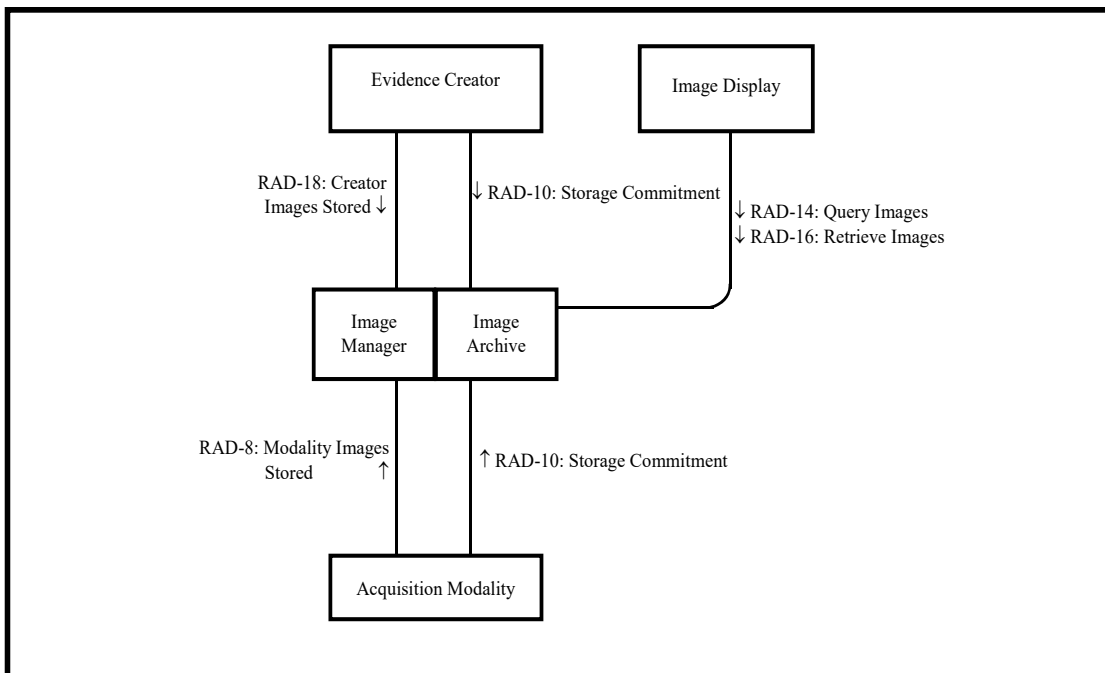 Evidence Creator
Image Display
RAD-18: Creator
Images Stored ↓
↓ RAD-10: Storage Commitment
↓ RAD-14: Query Images
↓ RAD-16: Retrieve Images
Image
Manager
Image
Archive
RAD-8: Modality Images
Stored ↑
↑ RAD-10: Storage Commitment
Acquisition Modality